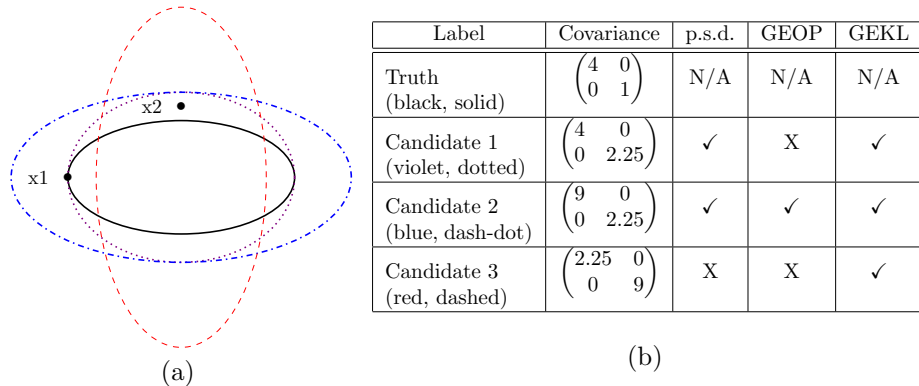 x2
x1
(a)
Label Covariance p.s.d. GEOP GEKL
Truth
(black, solid)
(4 0
0 1)
N/A N/A N/A
Candidate 1
(violet, dotted)
(4 0
0 2.25)
✓ X ✓
Candidate 2
(blue, dash-dot)
(9 0
0 2.25)
✓ ✓ ✓
Candidate 3
(red, dashed)
(2.25 0
0 9)
X X ✓
(b)